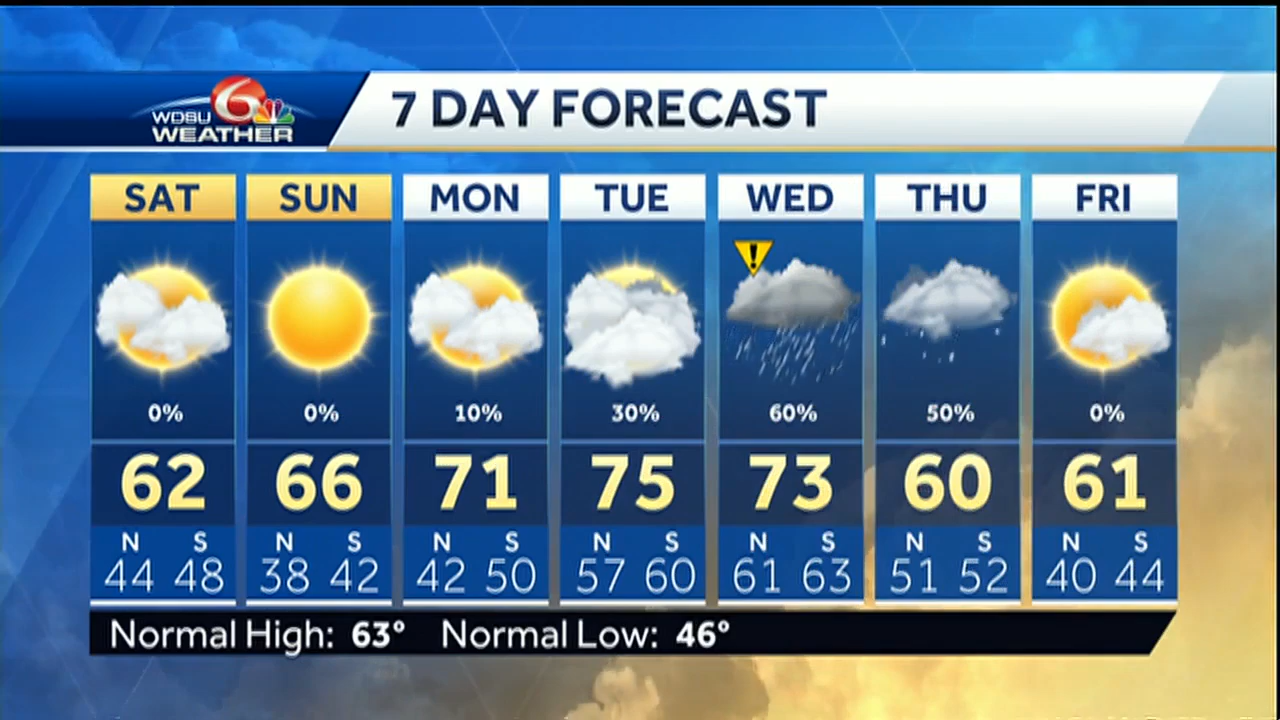 WDSU 6
WEATHER
7 DAY FORECAST
SAT SUN MON TUE WED THU FRI
!
0% 0% 10% 30% 60% 50% 0%
62 66 71 75 73 60 61
N S N S N S N S N S N S N S
44 48 38 42 42 50 57 60 61 63 51 52 40 44
Normal High: 63° Normal Low: 46°